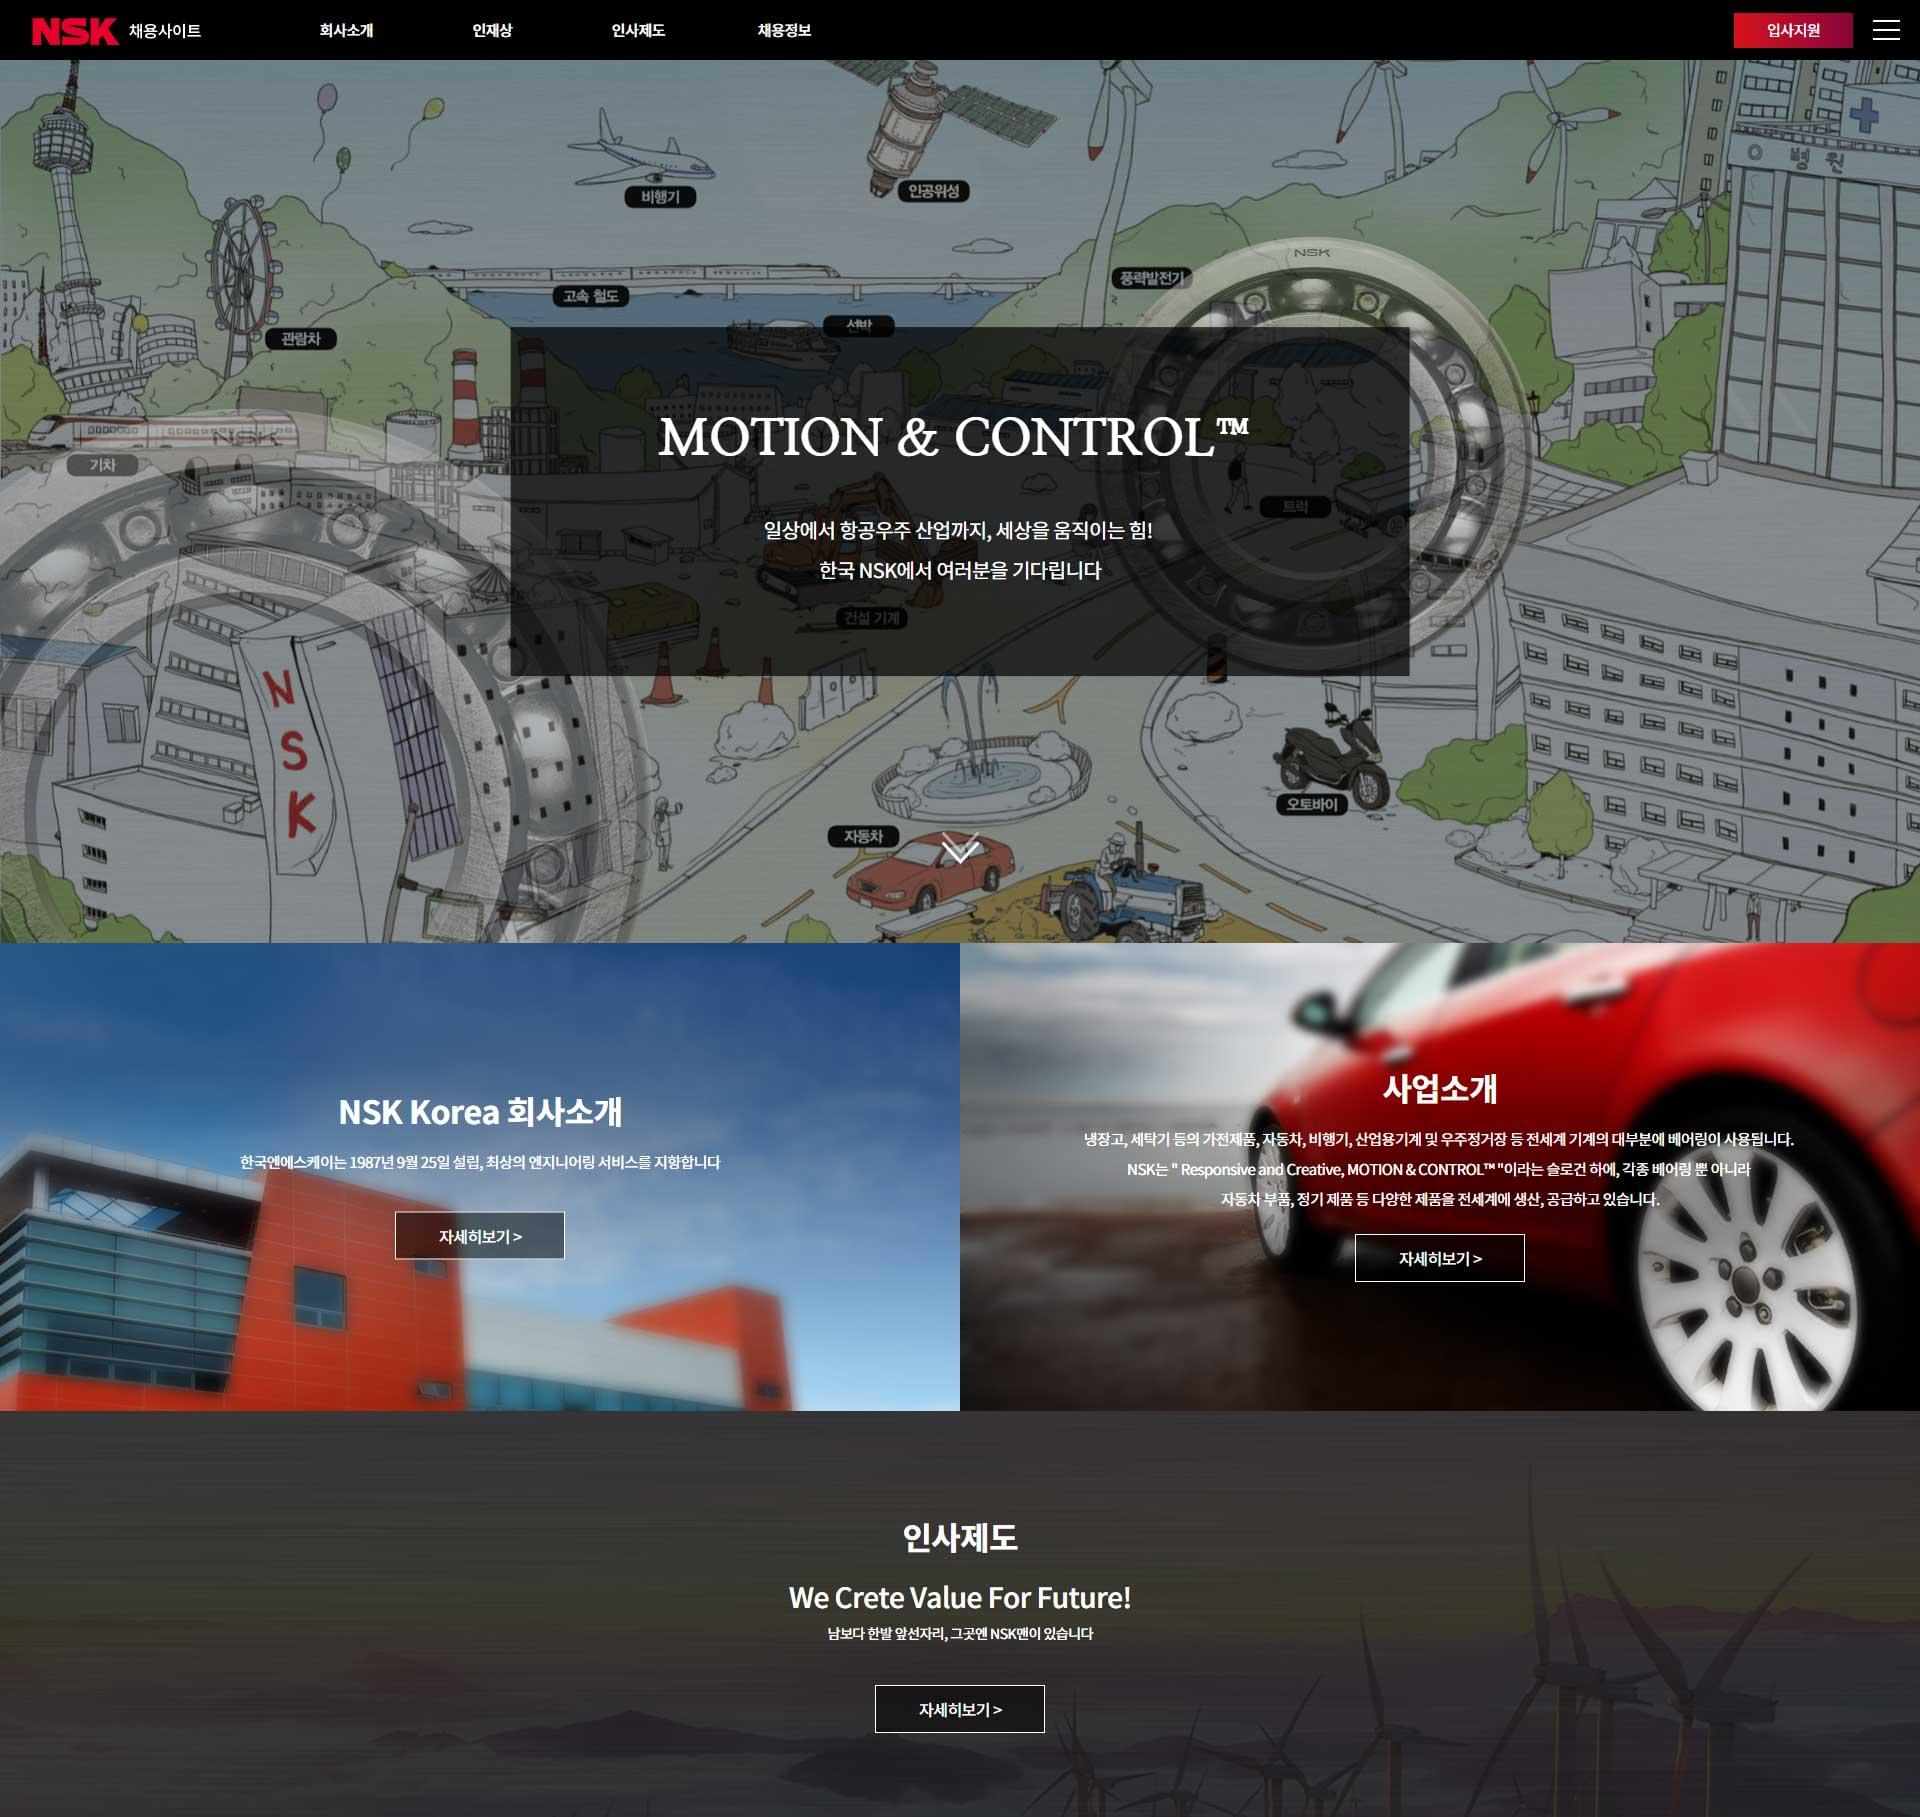 NSK 채용사이트
회사소개
인재상
인사제도
채용정보
입사지원
병원
비행기
인공위성
풍력발전기
NSK
고속 철도
선박
관람차
NSK
기차
MOTION & CONTROL™
트럭
일상에서 항공우주 산업까지, 세상을 움직이는 힘!
한국 NSK에서 여러분을 기다립니다
건설 기계
NSK
오토바이
자동차
NSK Korea 회사소개
한국엔에스케이는 1987년 9월 25일 설립, 최상의 엔지니어링 서비스를 지향합니다
자세히보기 >
사업소개
냉장고, 세탁기 등의 가전제품, 자동차, 비행기, 산업용기계 및 우주정거장 등 전세계 기계의 대부분에 베어링이 사용됩니다.
NSK는 " Responsive and Creative, MOTION & CONTROL™ "이라는 슬로건 하에, 각종 베어링 뿐 아니라
자동차 부품, 정기 제품 등 다양한 제품을 전세계에 생산, 공급하고 있습니다.
자세히보기 >
인사제도
We Crete Value For Future!
남보다 한발 앞선자리, 그곳엔 NSK맨이 있습니다
자세히보기 >